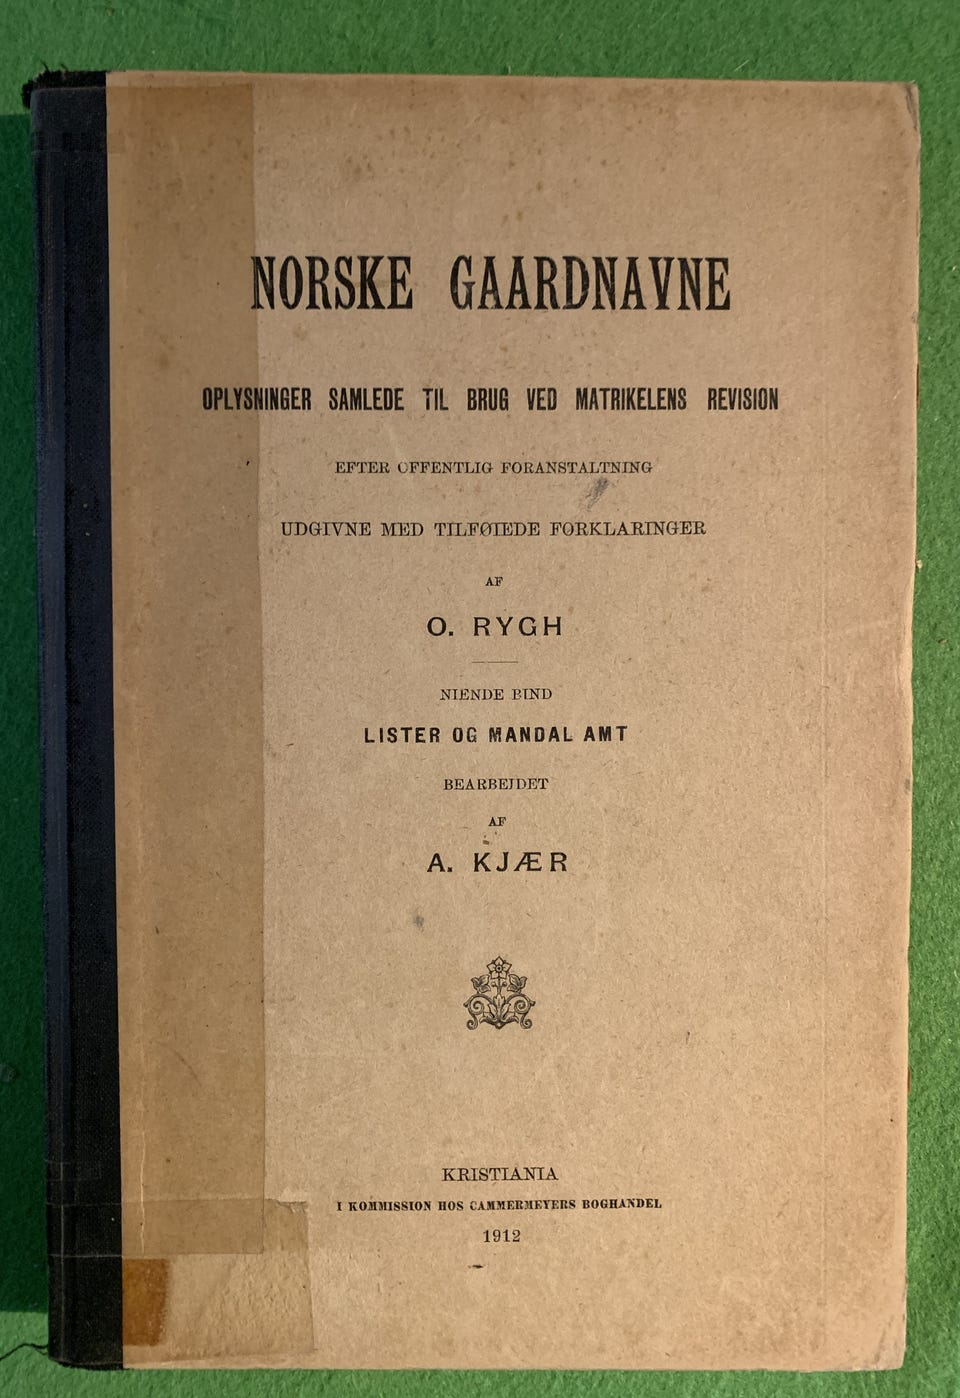 NORSKE GAARDNAVNE
OPLYSNINGER SAMLEDE TIL BRUG VED MATRIKELENS REVISION
EFTER OFFENTLIG FORANSTALTNING
UDGIVNE MED TILFØIEDE FORKLARINGER
AF
O. RYGH
NIENDE BIND
LISTER OG MANDAL AMT
BEARBEJDET
AF
A. KJÆR
KRISTIANIA
I KOMMISSION HOS CAMMERMEYERS BOGHANDEL
1912